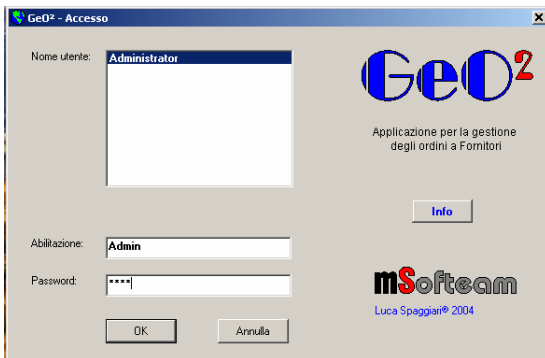 GeO² - Accesso
Nome utente:
Administrator
GeO²
Applicazione per la gestione
degli ordini a Fornitori
Info
Abilitazione:
Admin
Password:
****
mSofteam
Luca Spaggiari® 2004
OK
Annulla